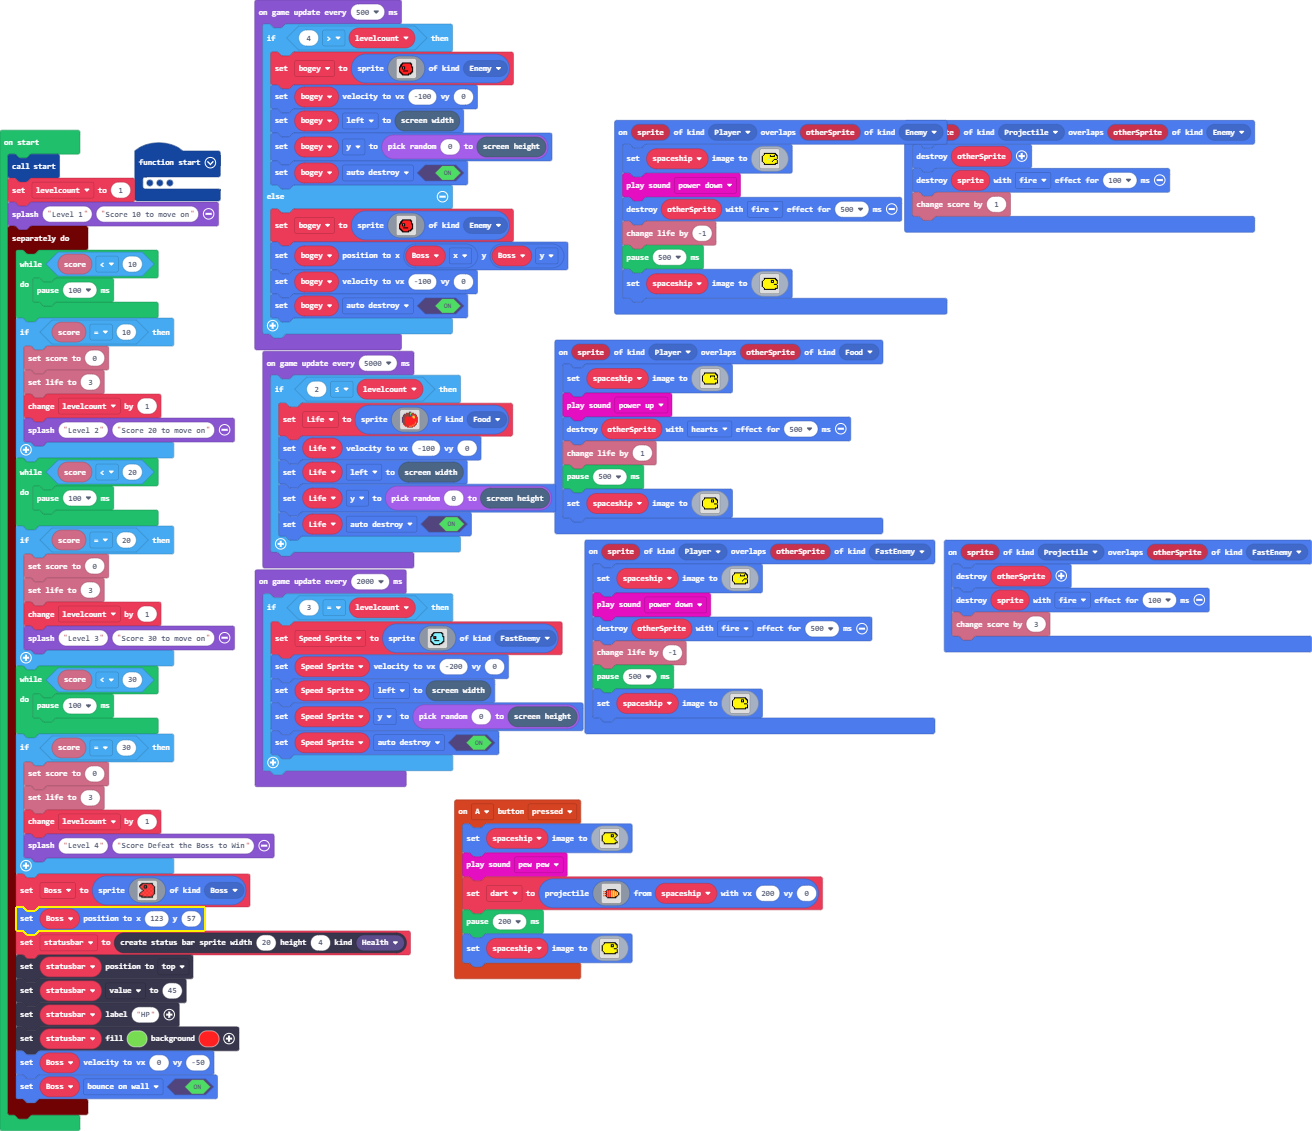 on start
call start
set levelcount to 1
splash "Level 1" "Score 10 to move on"
separately do
while score < 10
do pause 100 ms
if score = 10 then
set score to 0
set life to 3
change levelcount by 1
splash "Level 2" "Score 20 to move on"
while score < 20
do pause 100 ms
if score = 20 then
set score to 0
set life to 3
change levelcount by 1
splash "Level 3" "Score 30 to move on"
while score < 30
do pause 100 ms
if score = 30 then
set score to 0
set life to 3
change levelcount by 1
splash "Level 4" "Score Defeat the Boss to Win"
set Boss to sprite of kind Boss
set Boss position to x 123 y 57
set statusbar to create status bar sprite width 20 height 4 kind Health
set statusbar position to top
set statusbar value to 45
set statusbar label "HP"
set statusbar fill background
set Boss velocity to vx 0 vy -50
set Boss bounce on wall ON
function start
on game update every 500 ms
if 4 > levelcount then
set bogey to sprite of kind Enemy
set bogey velocity to vx -100 vy 0
set bogey left to screen width
set bogey y to pick random 0 to screen height
set bogey auto destroy ON
else
set bogey to sprite of kind Enemy
set bogey position to x Boss x y Boss y
set bogey velocity to vx -100 vy 0
set bogey auto destroy ON
on game update every 5000 ms
if 2 ≤ levelcount then
set Life to sprite of kind Food
set Life velocity to vx -100 vy 0
set Life left to screen width
set Life y to pick random 0 to screen height
set Life auto destroy ON
on game update every 2000 ms
if 3 = levelcount then
set Speed Sprite to sprite of kind FastEnemy
set Speed Sprite velocity to vx -200 vy 0
set Speed Sprite left to screen width
set Speed Sprite y to pick random 0 to screen height
set Speed Sprite auto destroy ON
on sprite of kind Player overlaps otherSprite of kind Enemy
set spaceship image to
play sound power down
destroy otherSprite with fire effect for 500 ms
change life by -1
pause 500 ms
set spaceship image to
of kind Projectile overlaps otherSprite of kind Enemy
destroy otherSprite
destroy sprite with fire effect for 100 ms
change score by 1
on sprite of kind Player overlaps otherSprite of kind Food
set spaceship image to
play sound power up
destroy otherSprite with hearts effect for 500 ms
change life by 1
pause 500 ms
set spaceship image to
on sprite of kind Player overlaps otherSprite of kind FastEnemy
set spaceship image to
play sound power down
destroy otherSprite with fire effect for 500 ms
change life by -1
pause 500 ms
set spaceship image to
on sprite of kind Projectile overlaps otherSprite of kind FastEnemy
destroy otherSprite
destroy sprite with fire effect for 100 ms
change score by 3
on A button pressed
set spaceship image to
play sound pew pew
set dart to projectile from spaceship with vx 200 vy 0
pause 200 ms
set spaceship image to